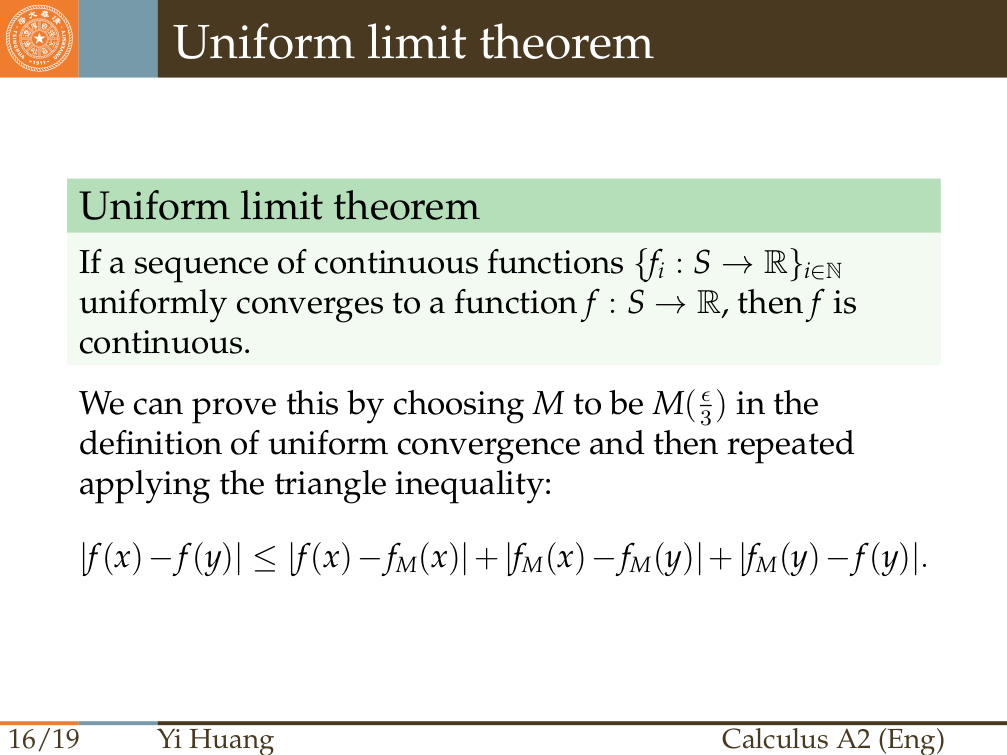 Uniform limit theorem
Uniform limit theorem
If a sequence of continuous functions {fᵢ : S → ℝ}ᵢ∈ℕ
uniformly converges to a function f : S → ℝ, then f is
continuous.
We can prove this by choosing M to be M(ϵ/3) in the
definition of uniform convergence and then repeated
applying the triangle inequality:
|f(x) − f(y)| ≤ |f(x) − f_M(x)| + |f_M(x) − f_M(y)| + |f_M(y) − f(y)|.
16/19 Yi Huang Calculus A2 (Eng)